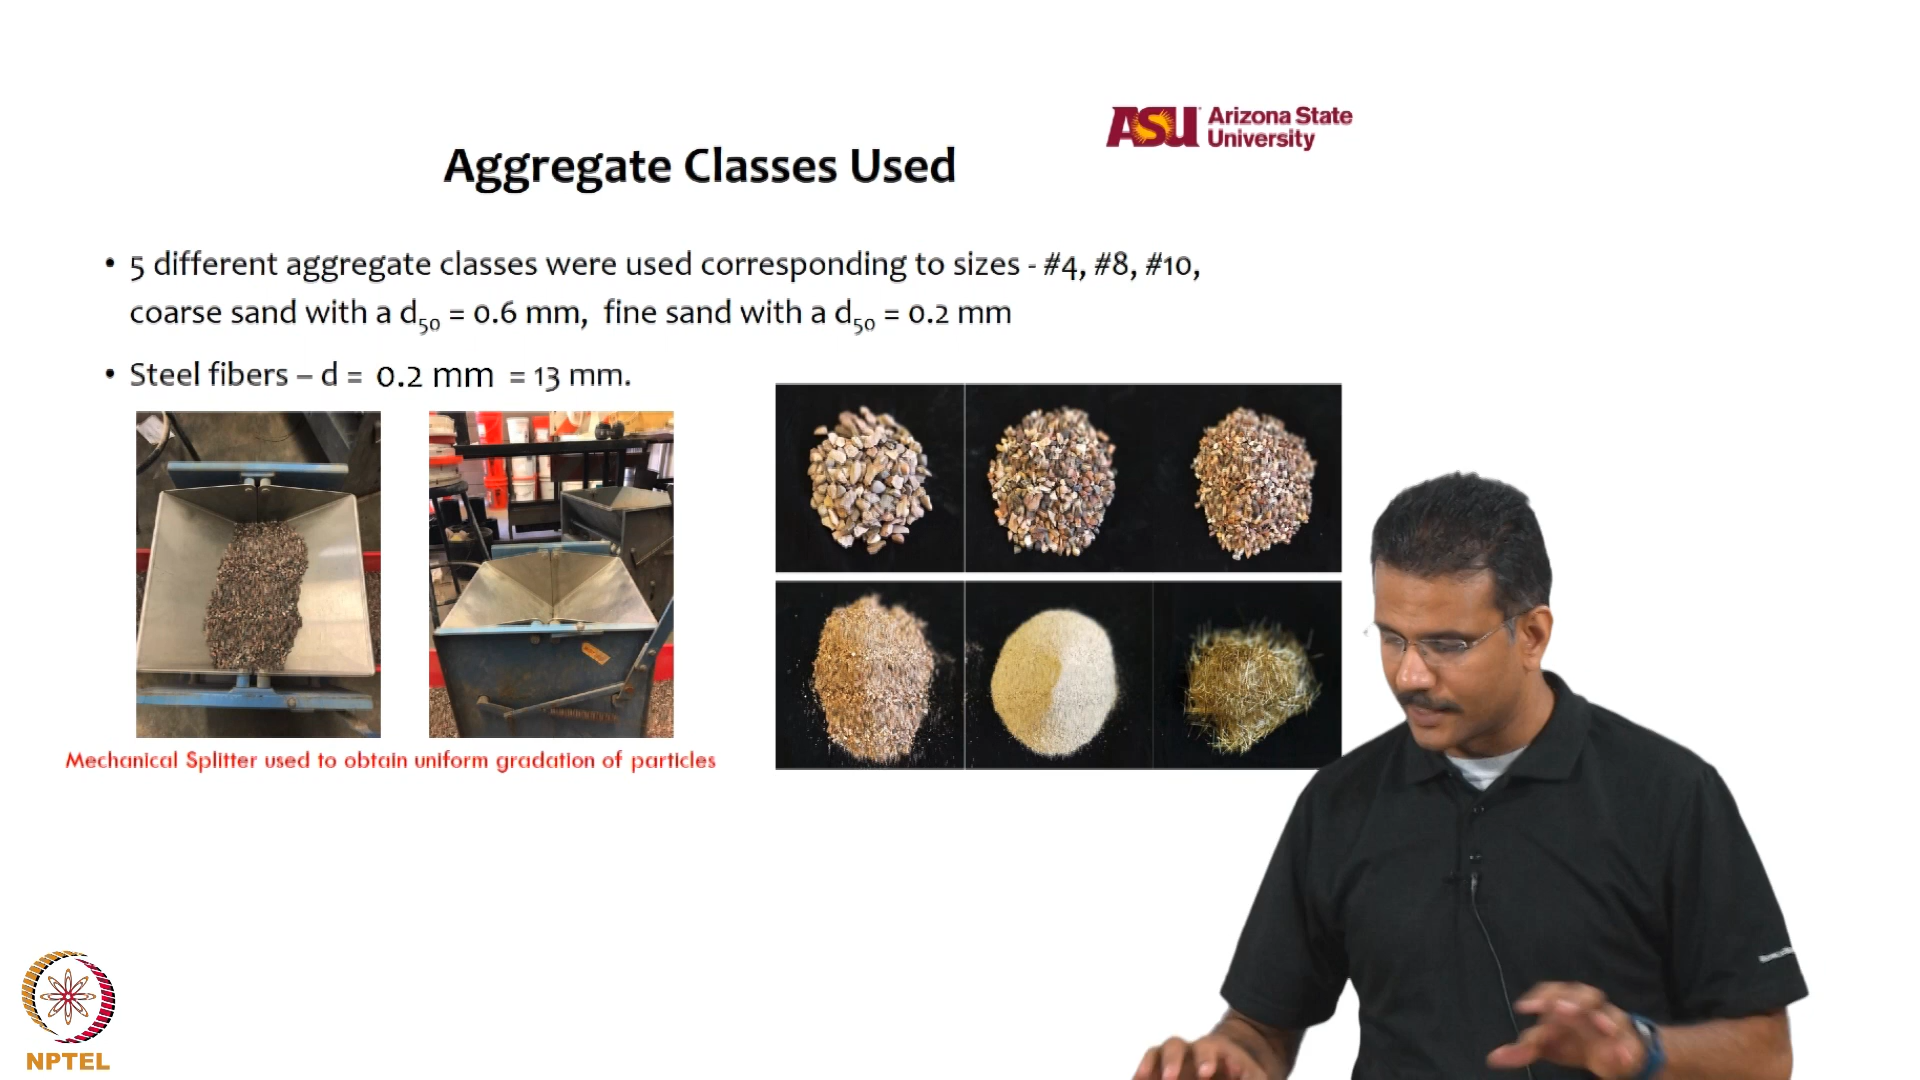 ASU Arizona State
University
Aggregate Classes Used
• 5 different aggregate classes were used corresponding to sizes - #4, #8, #10,
coarse sand with a d50 = 0.6 mm, fine sand with a d50 = 0.2 mm
• Steel fibers – d = 0.2 mm = 13 mm.
Mechanical Splitter used to obtain uniform gradation of particles
NPTEL